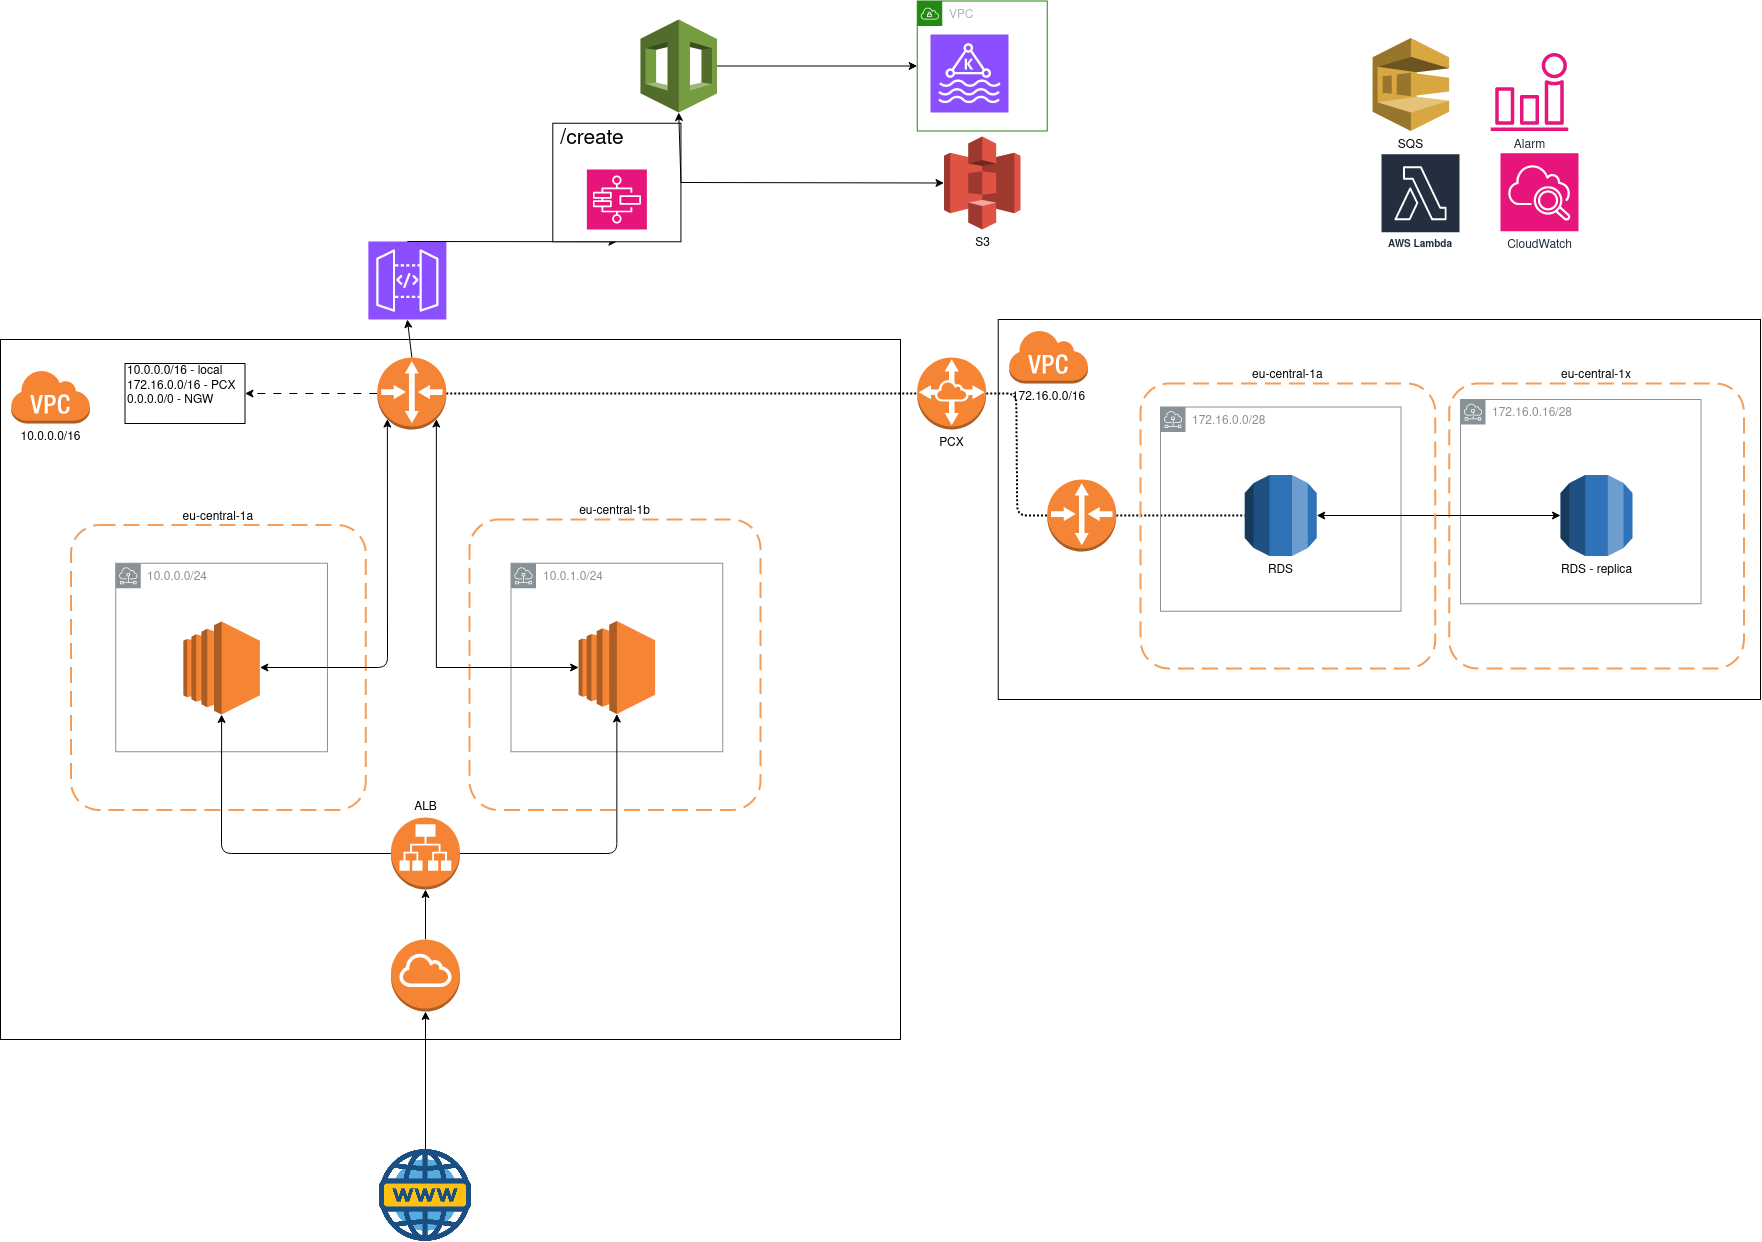 VPC
K
/create
SQS
Alarm
S3
AWS Lambda
CloudWatch
</>
VPC
10.0.0.0/16
10.0.0.0/16 - local
172.16.0.0/16 - PCX
0.0.0.0/0 - NGW
PCX
VPC
172.16.0.0/16
eu-central-1a
172.16.0.0/28
eu-central-1x
172.16.0.16/28
RDS
RDS - replica
eu-central-1a
10.0.0.0/24
eu-central-1b
10.0.1.0/24
ALB
WWW